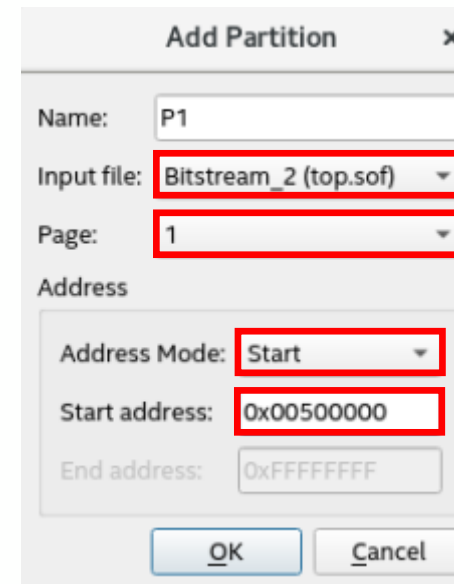 Add Partition ×
Name: P1
Input file: Bitstream_2 (top.sof)
Page: 1
Address
Address Mode: Start
Start address: 0x00500000
End address: 0xFFFFFFFF
OK Cancel